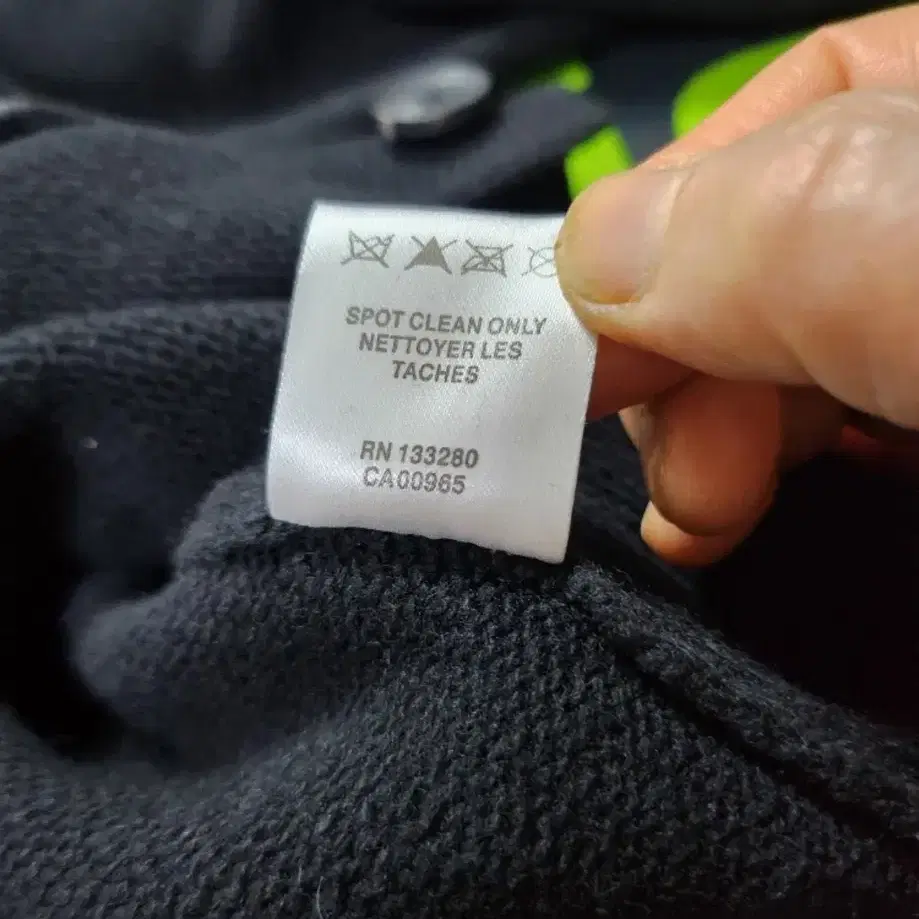 SPOT CLEAN ONLY
NETTOYER LES
TACHES
RN 133280
CA00965